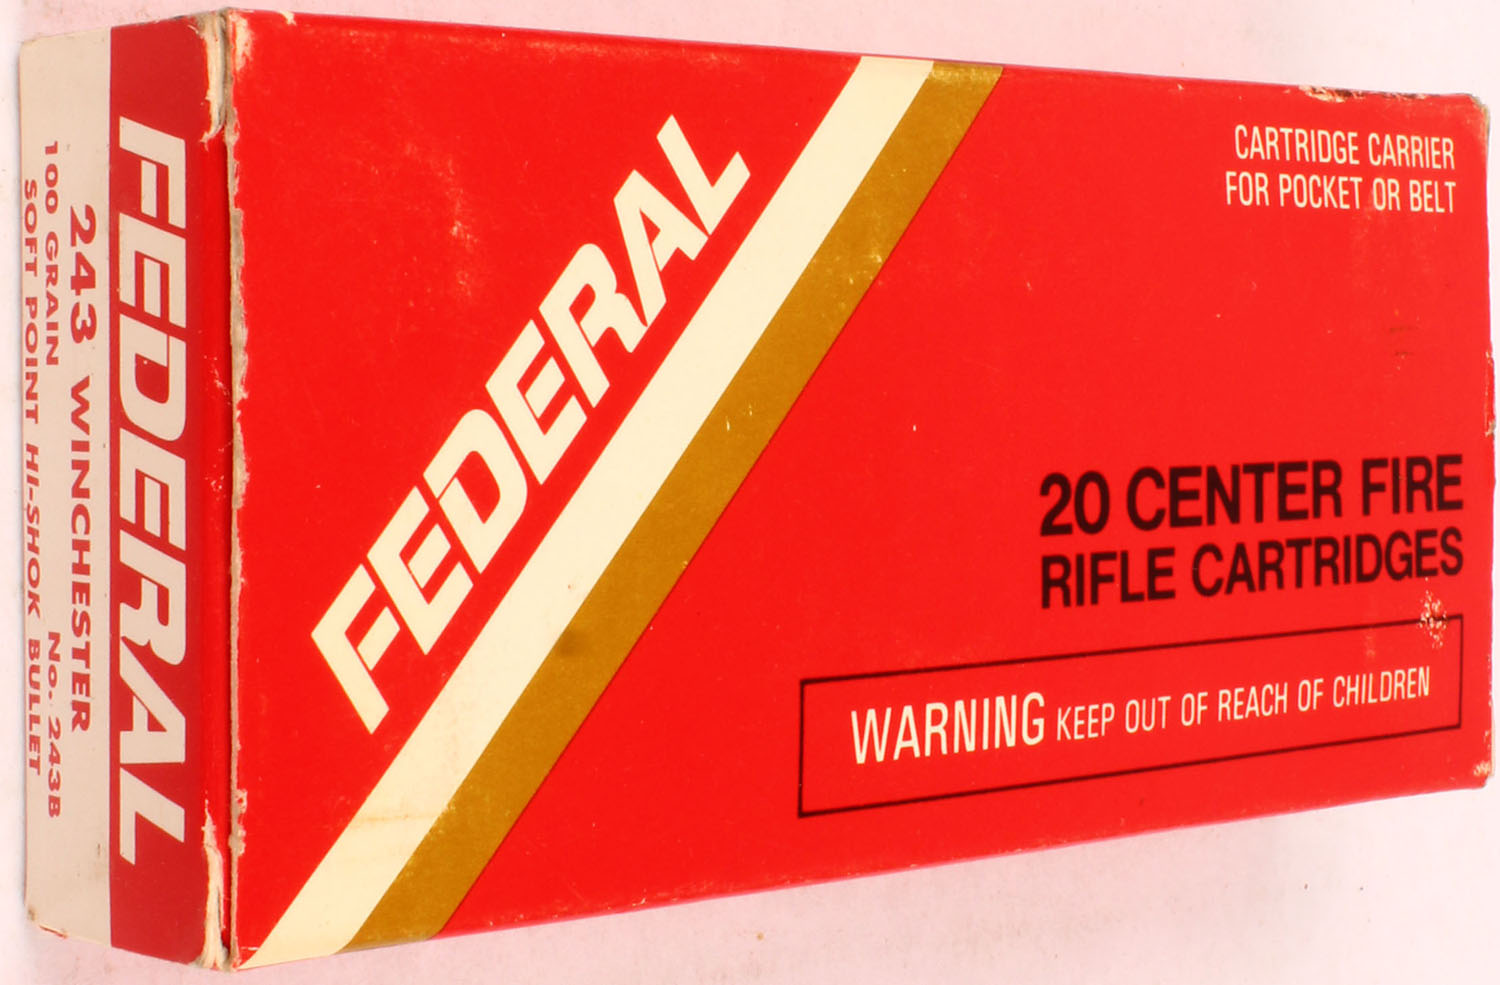 FEDERAL
243 WINCHESTER
100 GRAIN No. 243B
SOFT POINT HI-SHOK BULLET
FEDERAL
CARTRIDGE CARRIER
FOR POCKET OR BELT
20 CENTER FIRE
RIFLE CARTRIDGES
WARNING KEEP OUT OF REACH OF CHILDREN